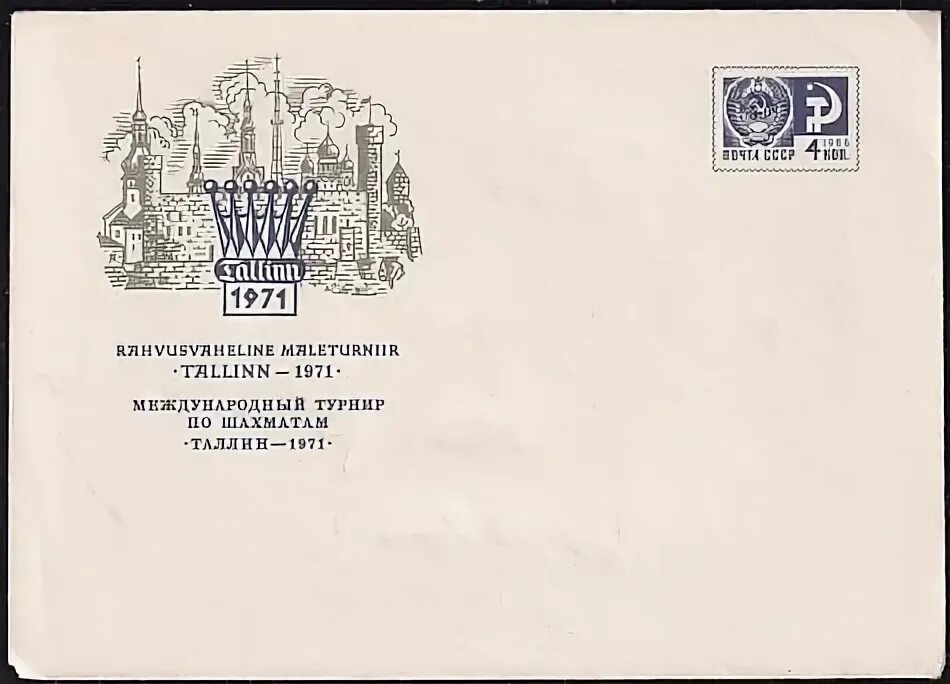 Tallinn
1971
RAHVUSVAHELINE MALETURNIIR
·TALLINN — 1971·
МЕЖДУНАРОДНЫЙ ТУРНИР
ПО ШАХМАТАМ
·ТАЛЛИН—1971·
1966
ПОЧТА СССР 4 КОП.